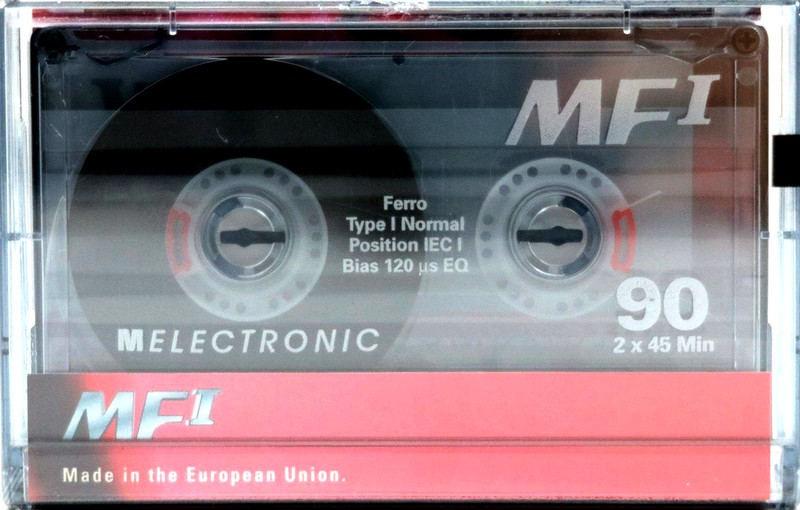 MFI
Ferro
Type I Normal
Position IEC I
Bias 120 µs EQ
90
2 x 45 Min
MELECTRONIC
MFI
Made in the European Union.